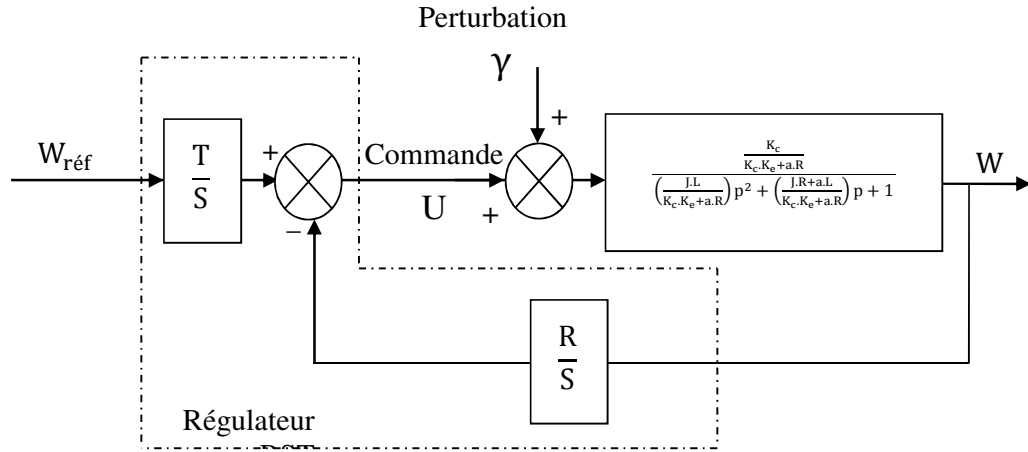 Perturbation
γ
+
W_réf
T
S
+
−
Commande
U
+
K_c
K_c.K_e+a.R
(J.L / K_c.K_e+a.R) p² + (J.R+a.L / K_c.K_e+a.R) p + 1
W
R
S
Régulateur